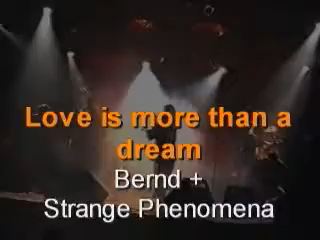 Love is more than a
dream
Bernd +
Strange Phenomena